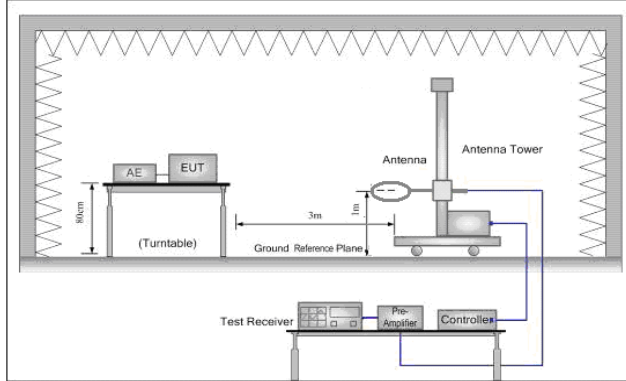 Antenna
Antenna Tower
AE
EUT
80cm
(Turntable)
3m
1m
Ground Reference Plane
Test Receiver
Pre-
Amplifier
Controller